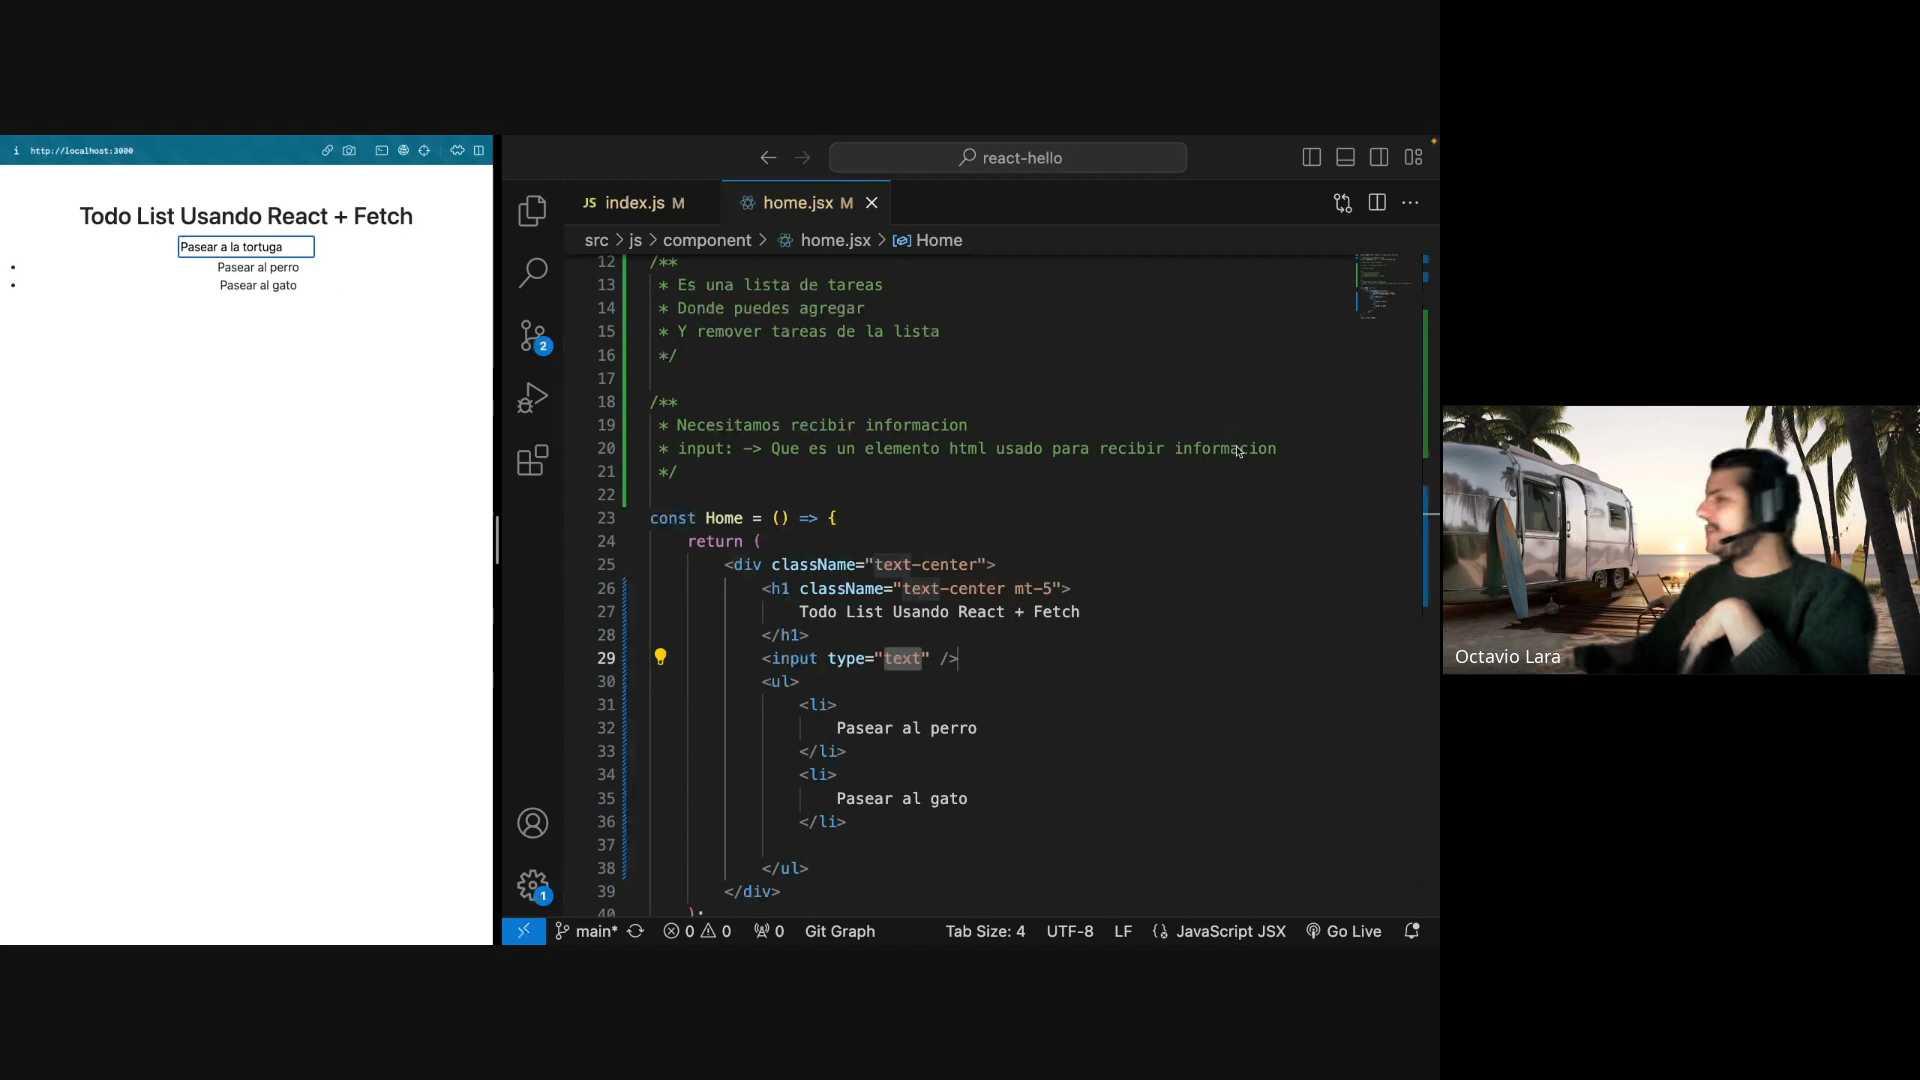 http://localhost:3000
Todo List Usando React + Fetch
Pasear a la tortuga
Pasear al perro
Pasear al gato
react-hello
JS index.js M
home.jsx M
src > js > component > home.jsx > Home
12 /**
13 * Es una lista de tareas
14 * Donde puedes agregar
15 * Y remover tareas de la lista
16 */
17
18 /**
19 * Necesitamos recibir informacion
20 * input: -> Que es un elemento html usado para recibir informacion
21 */
22
23 const Home = () => {
24 return (
25 <div className="text-center">
26 <h1 className="text-center mt-5">
27 Todo List Usando React + Fetch
28 </h1>
29 <input type="text" />
30 <ul>
31 <li>
32 Pasear al perro
33 </li>
34 <li>
35 Pasear al gato
36 </li>
37
38 </ul>
39 </div>
40 );
2
1
main* 0 0 0 Git Graph Tab Size: 4 UTF-8 LF {} JavaScript JSX Go Live
Octavio Lara